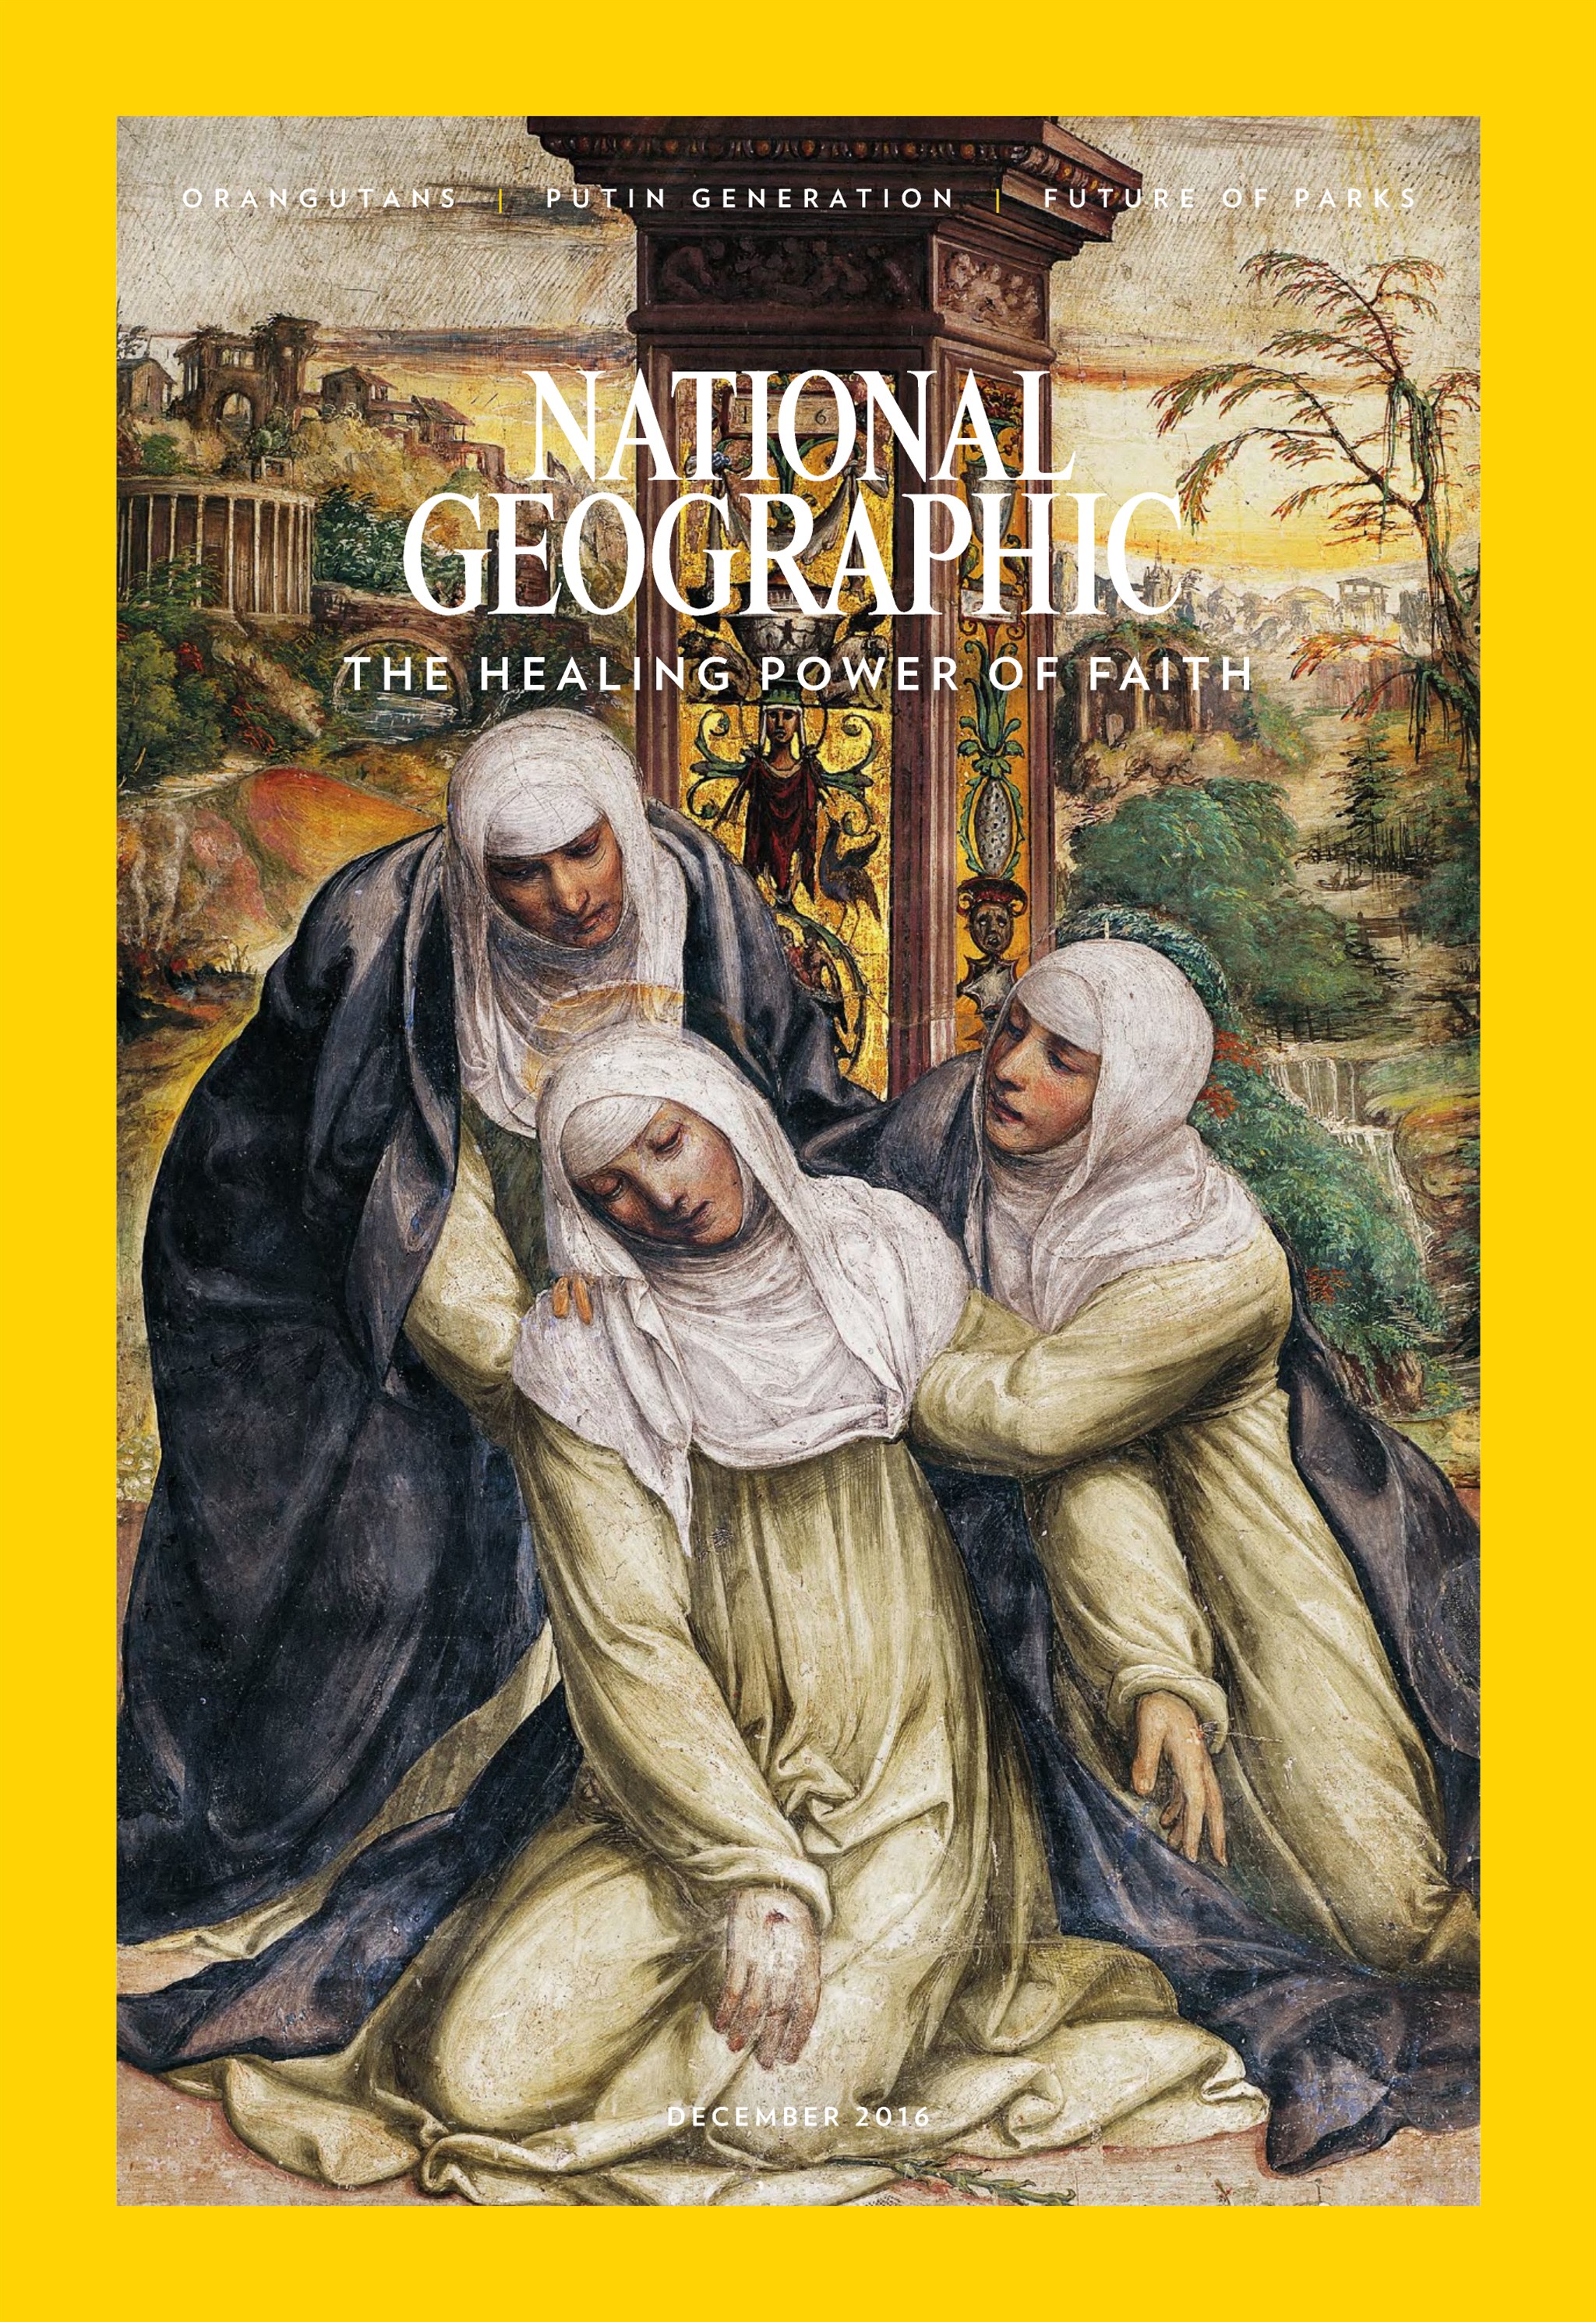 ORANGUTANS | PUTIN GENERATION | FUTURE OF PARKS
NATIONAL
GEOGRAPHIC
THE HEALING POWER OF FAITH
DECEMBER 2016